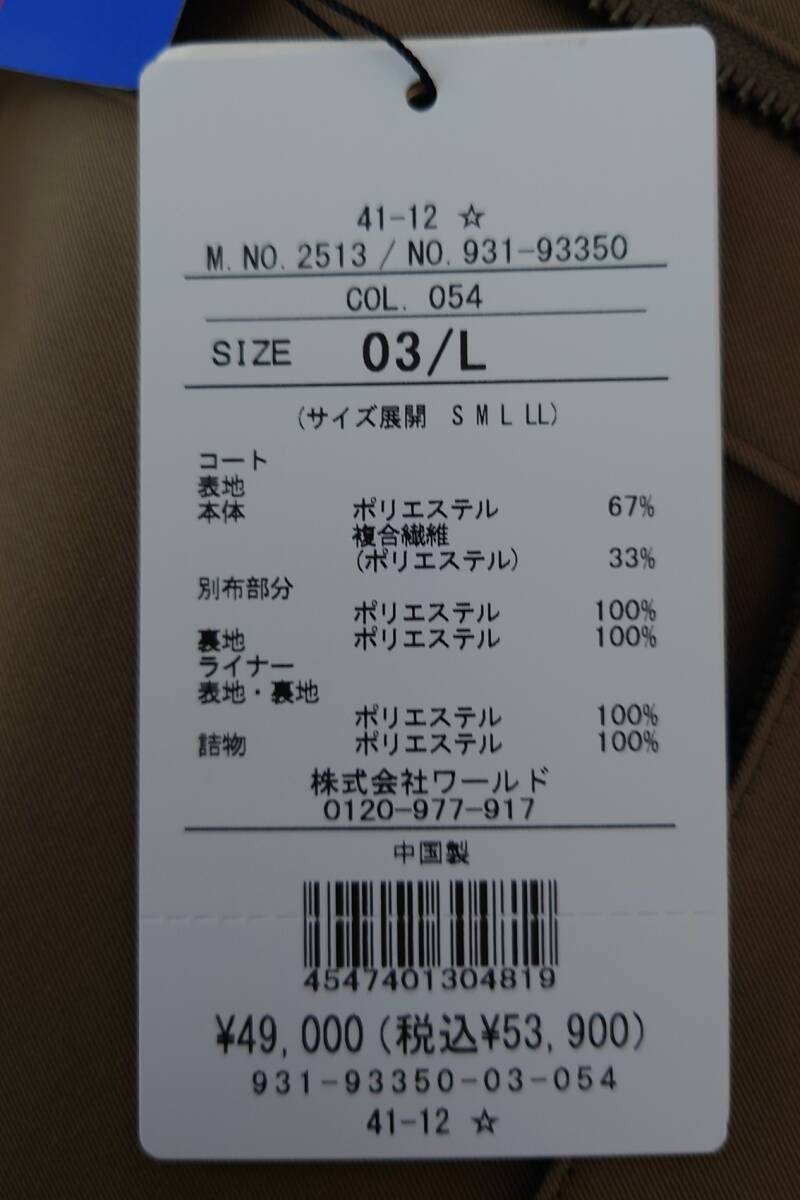 41-12 ☆
M.NO.2513 / NO.931-93350
COL. 054
SIZE 03/L
(サイズ展開 S M L LL)
コート
表地
本体 ポリエステル 67%
複合繊維
(ポリエステル) 33%
別布部分
ポリエステル 100%
裏地 ポリエステル 100%
ライナー
表地・裏地
ポリエステル 100%
詰物 ポリエステル 100%
株式会社ワールド
0120-977-917
中国製
4547401304819
¥49,000(税込¥53,900)
931-93350-03-054
41-12 ☆